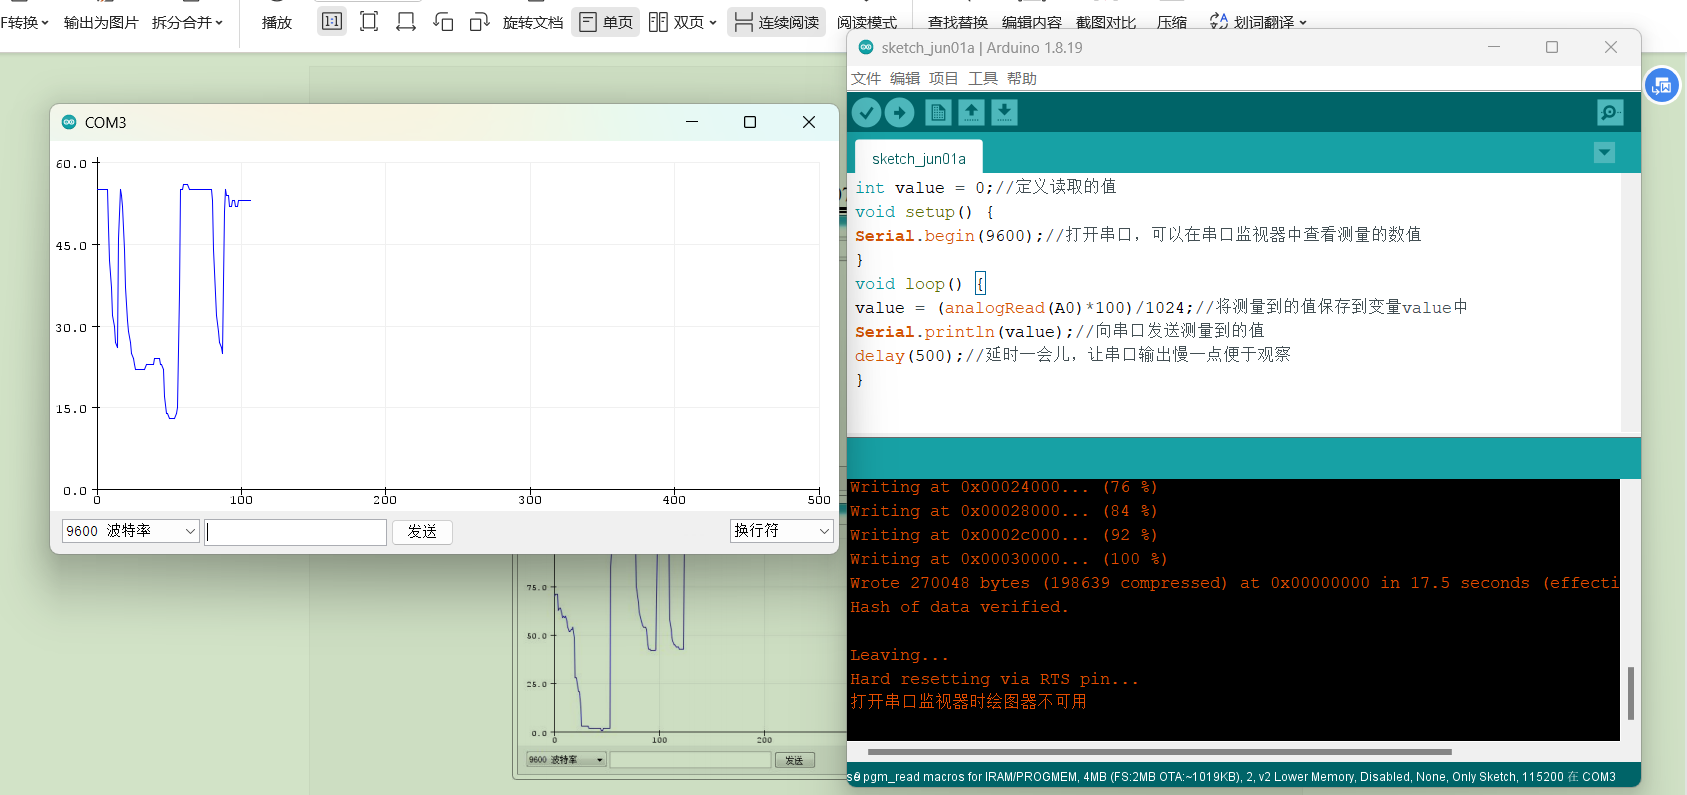 F转换 输出为图片 拆分合并 播放 1:1 旋转文档 单页 双页 连续阅读 阅读模式 查找替换 编辑内容 截图对比 压缩 划词翻译
COM3
60.0
45.0
30.0
15.0
0.0
0 100 200 300 400 500
9600 波特率 发送 换行符
75.0
50.0
25.0
0.0
0 100 200
9600 波特率 发送
sketch_jun01a | Arduino 1.8.19
文件 编辑 项目 工具 帮助
sketch_jun01a
int value = 0;//定义读取的值
void setup() {
Serial.begin(9600);//打开串口，可以在串口监视器中查看测量的数值
}
void loop() {
value = (analogRead(A0)*100)/1024;//将测量到的值保存到变量value中
Serial.println(value);//向串口发送测量到的值
delay(500);//延时一会儿，让串口输出慢一点便于观察
}
Writing at 0x00024000... (76 %)
Writing at 0x00028000... (84 %)
Writing at 0x0002c000... (92 %)
Writing at 0x00030000... (100 %)
Wrote 270048 bytes (198639 compressed) at 0x00000000 in 17.5 seconds (effecti
Hash of data verified.
Leaving...
Hard resetting via RTS pin...
打开串口监视器时绘图器不可用
pgm_read macros for IRAM/PROGMEM, 4MB (FS:2MB OTA:~1019KB), 2, v2 Lower Memory, Disabled, None, Only Sketch, 115200 在 COM3